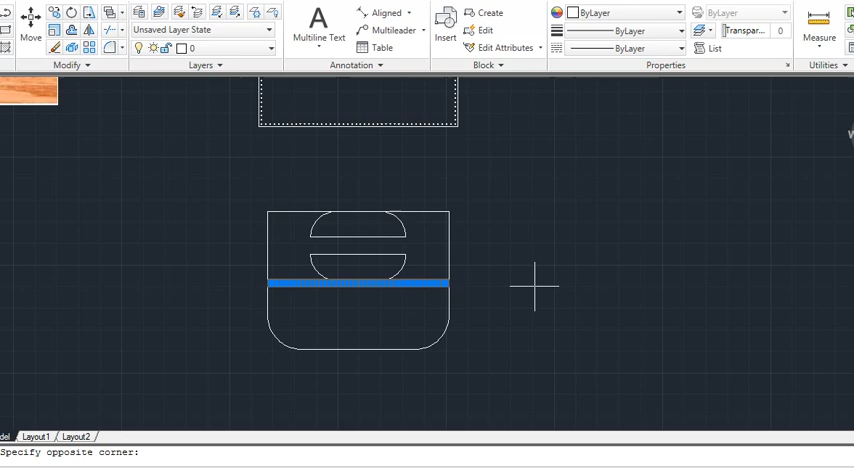 Move
Modify
Unsaved Layer State
0
Layers
A
Multiline Text
Aligned
Multileader
Table
Annotation
Insert
Create
Edit
Edit Attributes
Block
ByLayer
ByLayer
ByLayer
ByLayer
Transpar... 0
List
Properties
Measure
Utilities
W
del Layout1 Layout2
Specify opposite corner: